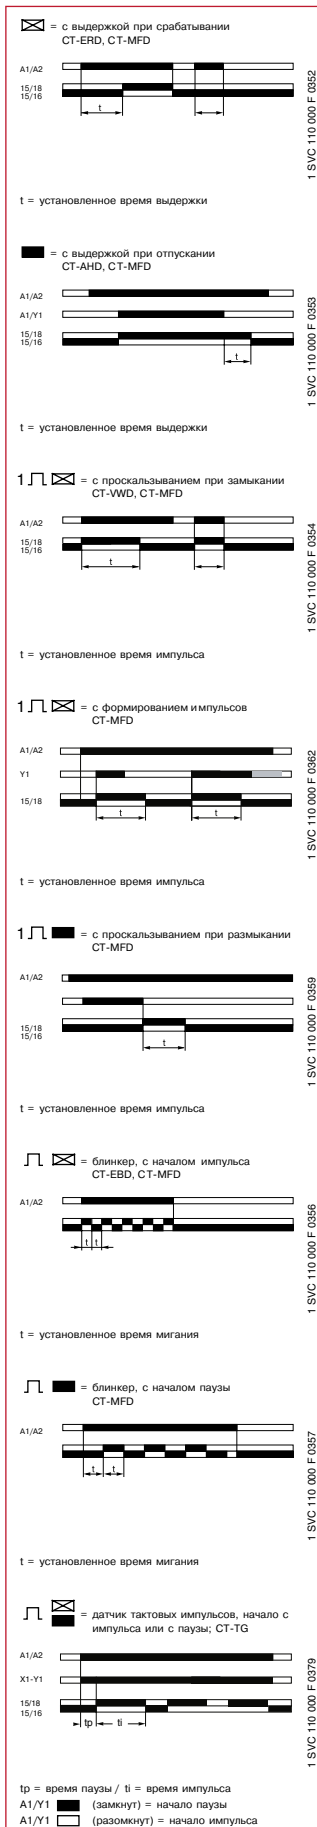 = с выдержкой при срабатывании
CT-ERD, CT-MFD
A1/A2
15/18
15/16
t
1 SVC 110 000 F 0352
t = установленное время выдержки
= с выдержкой при отпускании
CT-AHD, CT-MFD
A1/A2
A1/Y1
15/18
15/16
t
1 SVC 110 000 F 0353
t = установленное время выдержки
1 = с проскальзыванием при замыкании
CT-VWD, CT-MFD
A1/A2
15/18
15/16
t
1 SVC 110 000 F 0354
t = установленное время импульса
1 = с формированием импульсов
CT-MFD
A1/A2
Y1
15/18
t t
1 SVC 110 000 F 0362
t = установленное время импульса
1 = с проскальзыванием при размыкании
CT-MFD
A1/A2
15/18
15/16
t
1 SVC 110 000 F 0359
t = установленное время импульса
= блинкер, с началом импульса
CT-EBD, CT-MFD
A1/A2
t t
1 SVC 110 000 F 0356
t = установленное время мигания
= блинкер, с началом паузы
CT-MFD
A1/A2
t t
1 SVC 110 000 F 0357
t = установленное время мигания
= датчик тактовых импульсов, начало с
импульса или с паузы; CT-TG
A1/A2
X1-Y1
15/18
15/16
tp ti
1 SVC 110 000 F 0379
tp = время паузы / ti = время импульса
A1/Y1 (замкнут) = начало паузы
A1/Y1 (разомкнут) = начало импульса